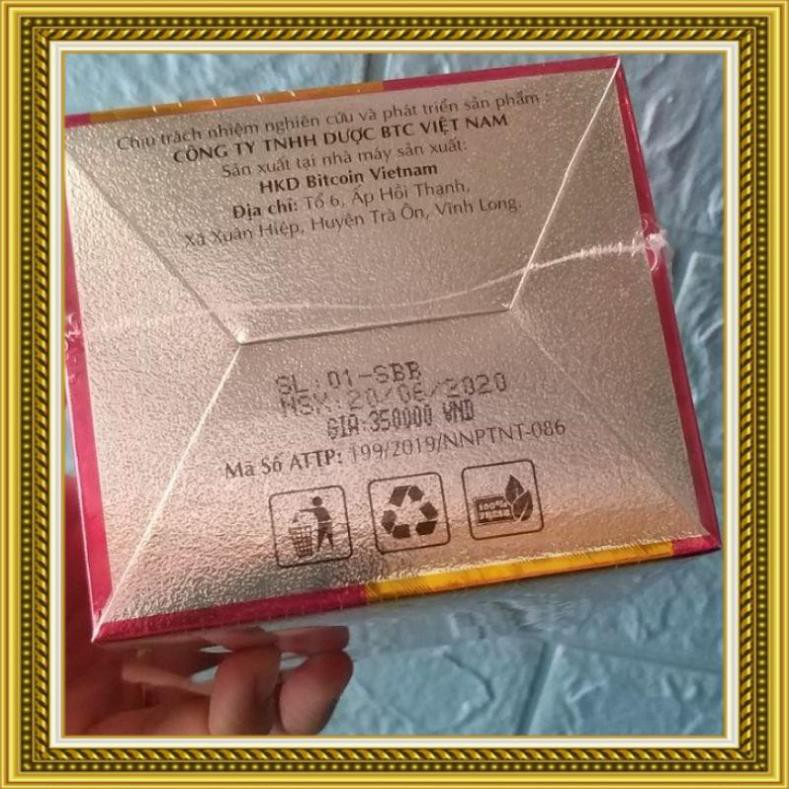 Chịu trách nhiệm nghiên cứu và phát triển sản phẩm :
CÔNG TY TNHH DƯỢC BTC VIỆT NAM
Sản xuất tại nhà máy sản xuất:
HKD Bitcoin Vietnam
Địa chỉ: Tổ 6, Ấp Hồi Thạnh,
Xã Xuân Hiệp, Huyện Trà Ôn, Vĩnh Long.
SL:01-SBB
NSX:20/06/2020
GIA:350000 VND
Mã Số ATTP: 199/2019/NNPTNT-086
100%